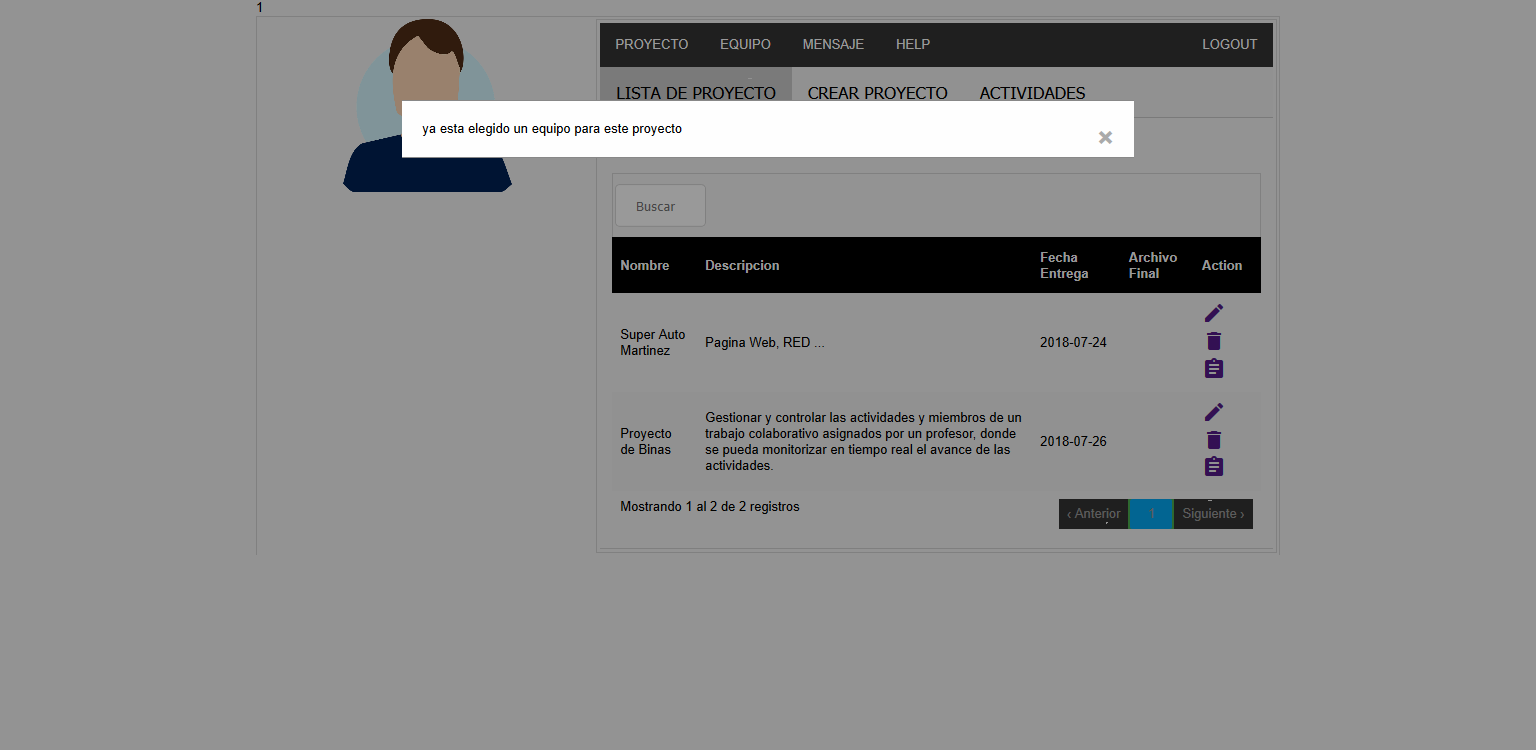 1
PROYECTO EQUIPO MENSAJE HELP LOGOUT
LISTA DE PROYECTO CREAR PROYECTO ACTIVIDADES
ya esta elegido un equipo para este proyecto
×
Buscar
Nombre Descripcion Fecha Entrega Archivo Final Action
Super Auto Martinez
Pagina Web, RED ...
2018-07-24
Proyecto de Binas
Gestionar y controlar las actividades y miembros de un
trabajo colaborativo asignados por un profesor, donde
se pueda monitorizar en tiempo real el avance de las
actividades.
2018-07-26
Mostrando 1 al 2 de 2 registros
‹ Anterior 1 Siguiente ›